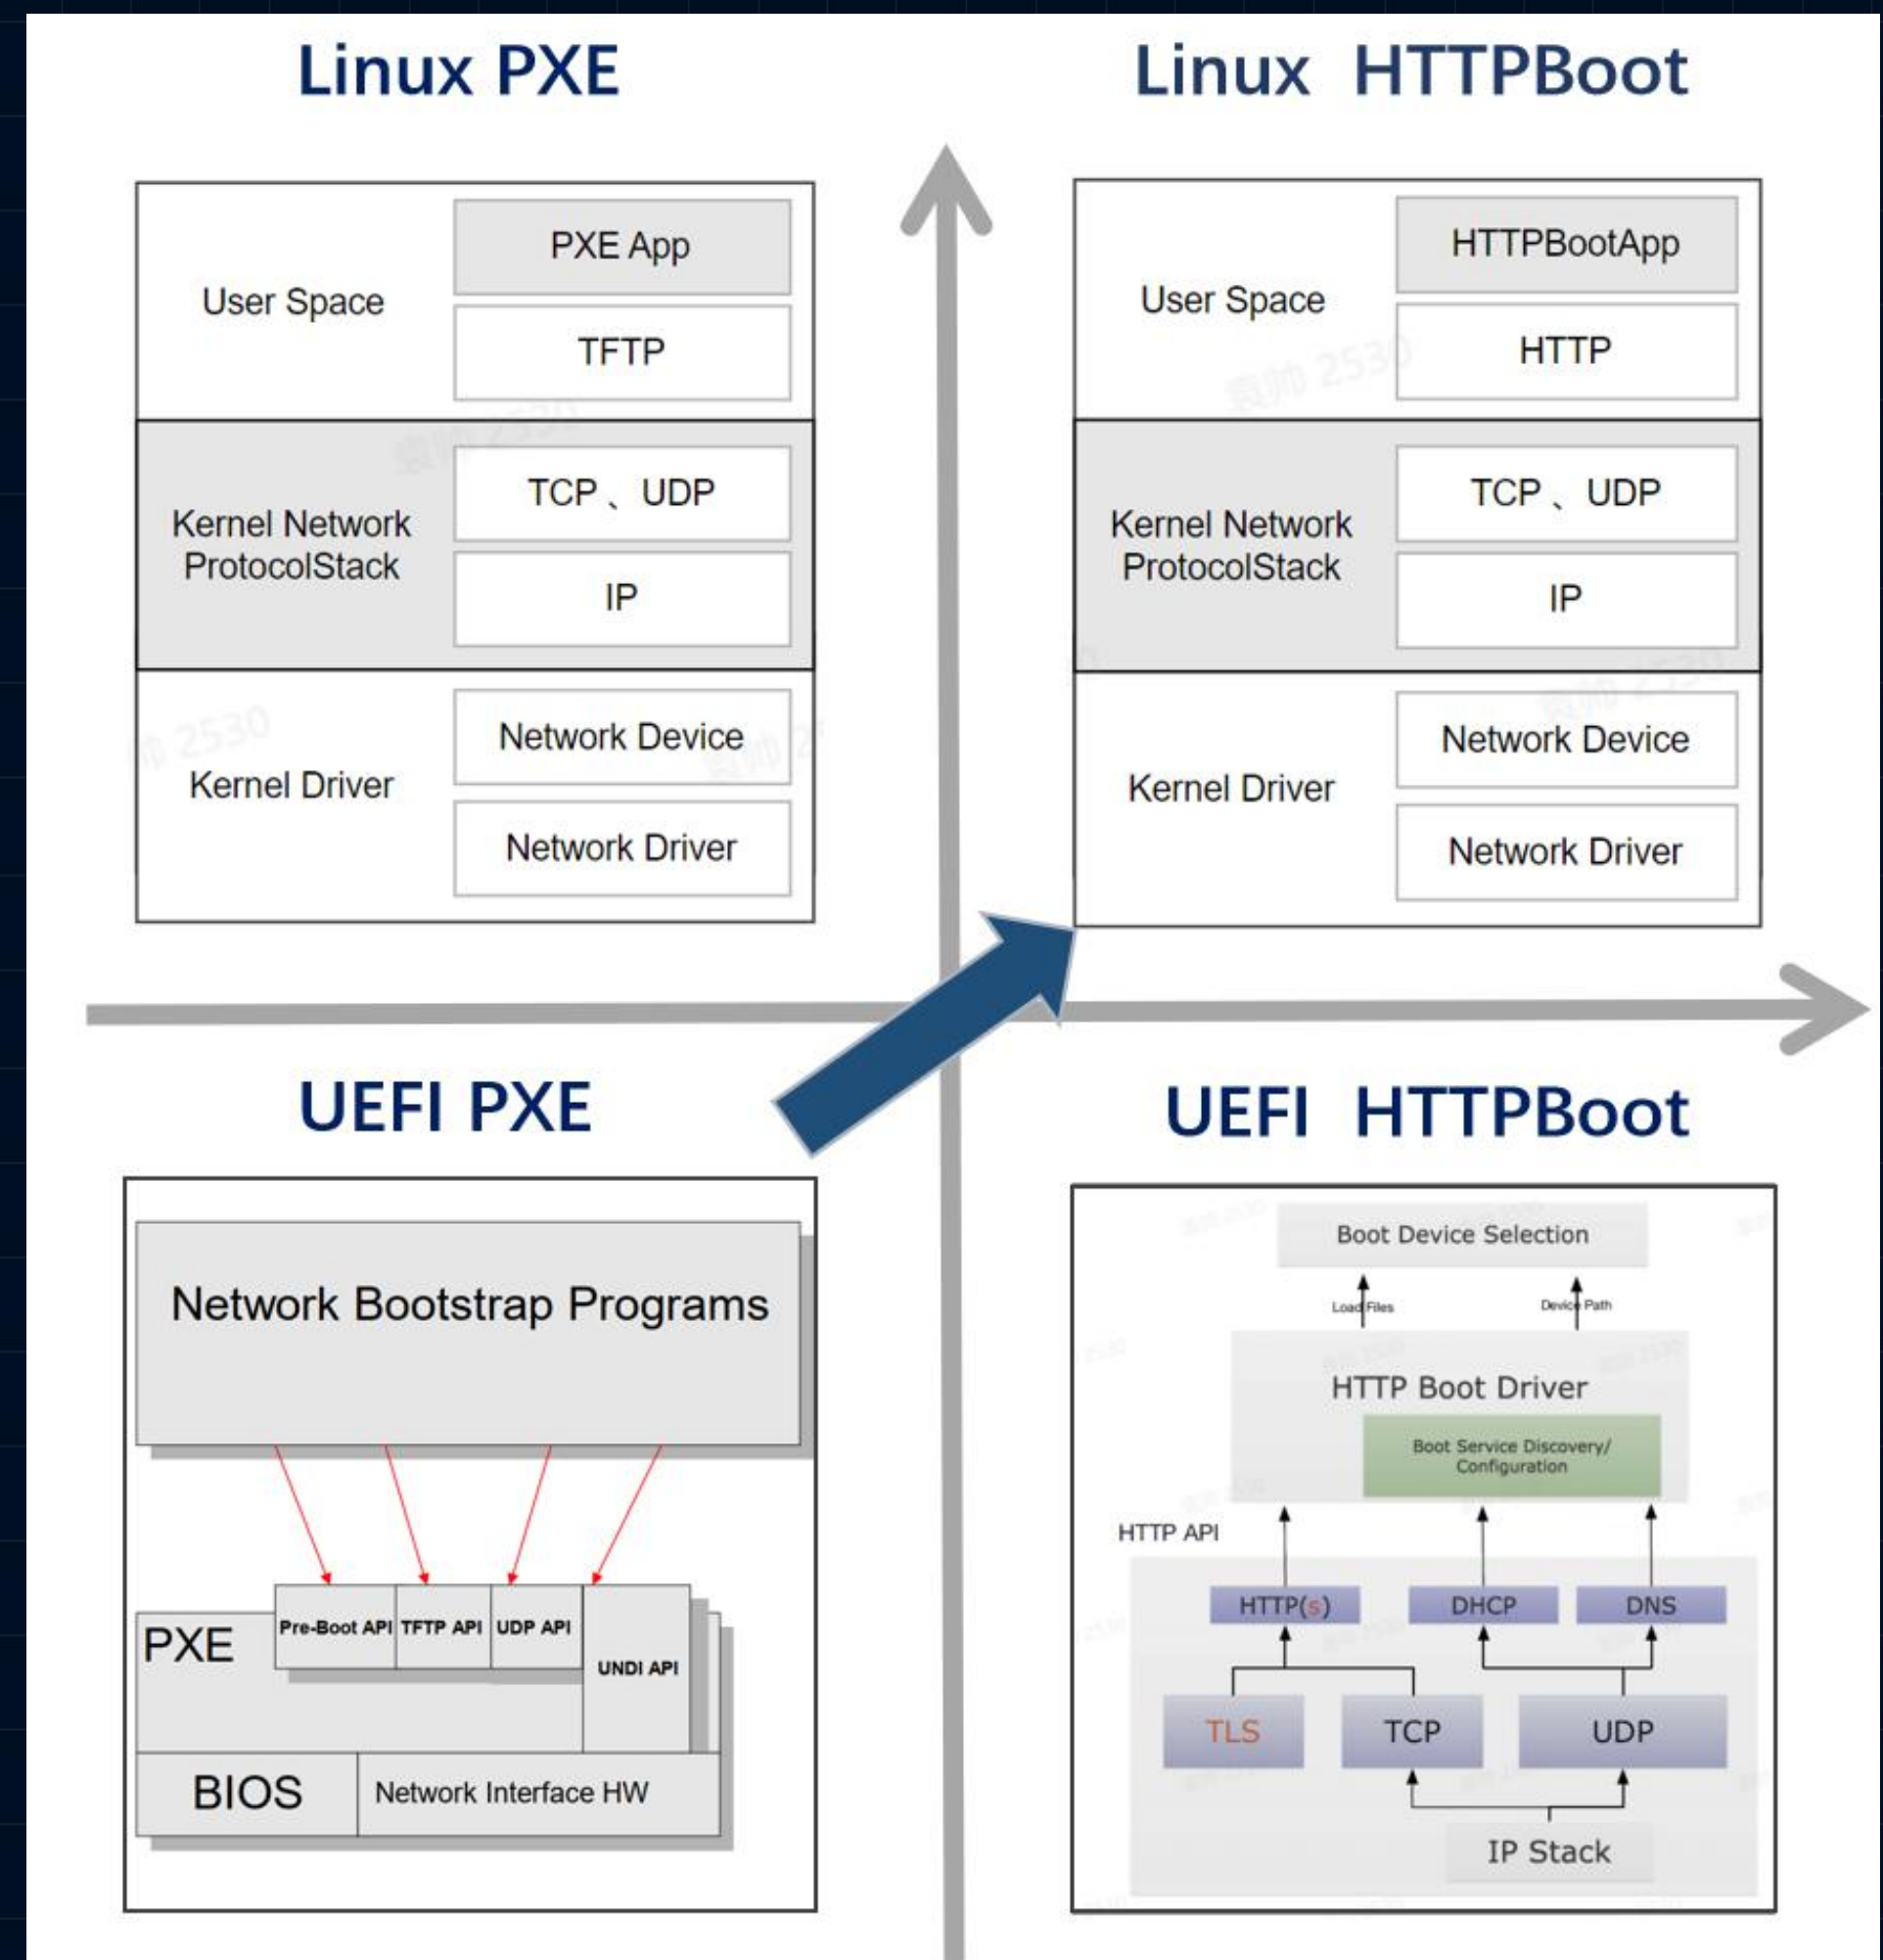 Linux PXE
User Space
PXE App
TFTP
Kernel Network
ProtocolStack
TCP 、UDP
IP
Kernel Driver
Network Device
Network Driver
Linux HTTPBoot
User Space
HTTPBootApp
HTTP
Kernel Network
ProtocolStack
TCP 、UDP
IP
Kernel Driver
Network Device
Network Driver
UEFI PXE
Network Bootstrap Programs
PXE
Pre-Boot API
TFTP API
UDP API
UNDI API
BIOS
Network Interface HW
UEFI HTTPBoot
Boot Device Selection
Load Files
Device Path
HTTP Boot Driver
Boot Service Discovery/
Configuration
HTTP API
HTTP(s)
DHCP
DNS
TLS
TCP
UDP
IP Stack
袁帅 2530